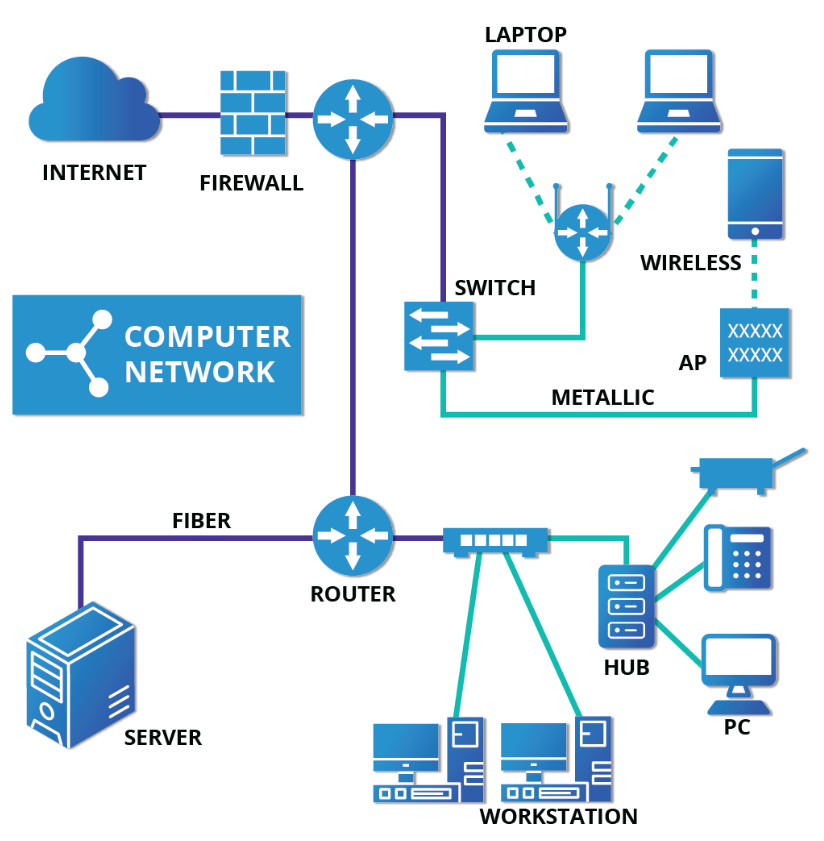 LAPTOP
INTERNET
FIREWALL
WIRELESS
SWITCH
COMPUTER
NETWORK
XXXXX
XXXXX
AP
METALLIC
FIBER
ROUTER
HUB
SERVER
PC
WORKSTATION